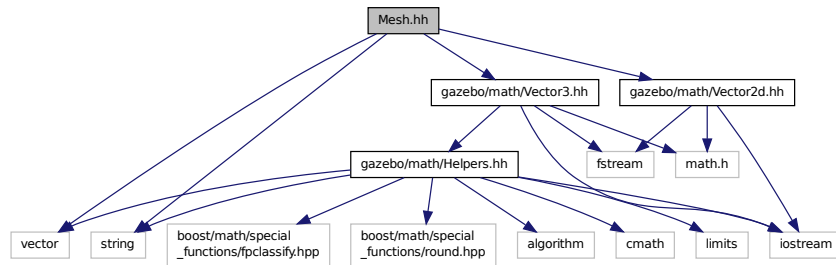 Mesh.hh
gazebo/math/Vector3.hh
gazebo/math/Vector2d.hh
gazebo/math/Helpers.hh
fstream
math.h
vector
string
boost/math/special
_functions/fpclassify.hpp
boost/math/special
_functions/round.hpp
algorithm
cmath
limits
iostream